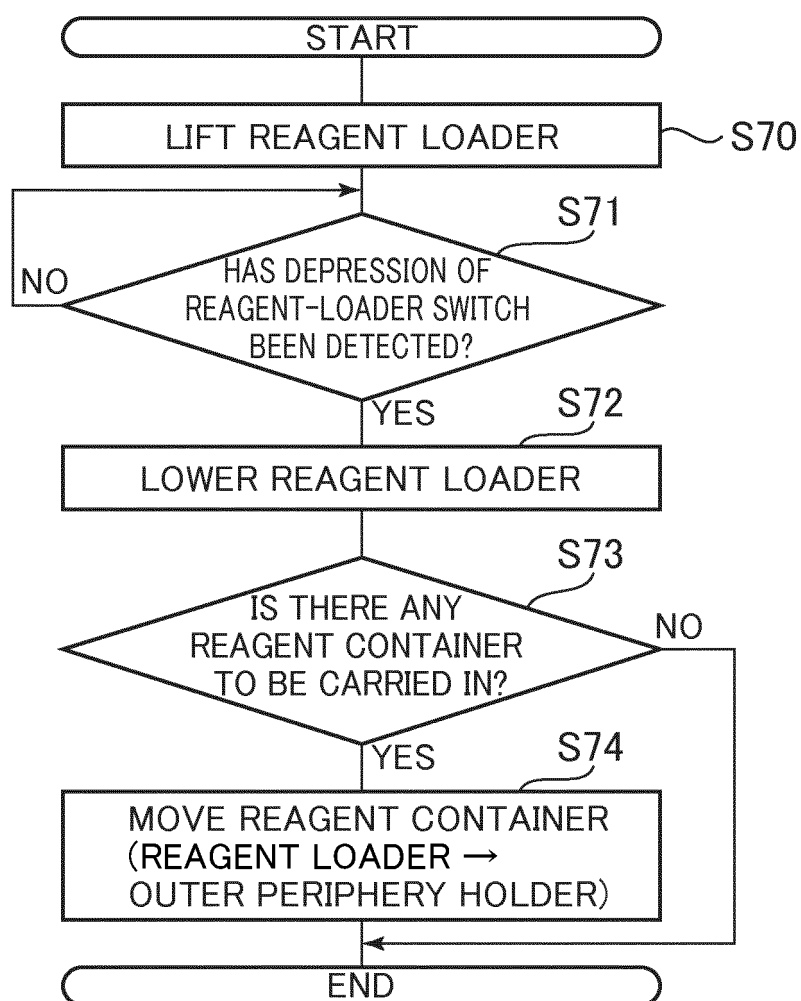 START
LIFT REAGENT LOADER
S70
S71
HAS DEPRESSION OF
REAGENT-LOADER SWITCH
BEEN DETECTED?
NO
YES
S72
LOWER REAGENT LOADER
S73
IS THERE ANY
REAGENT CONTAINER
TO BE CARRIED IN?
NO
YES
S74
MOVE REAGENT CONTAINER
(REAGENT LOADER →
OUTER PERIPHERY HOLDER)
END